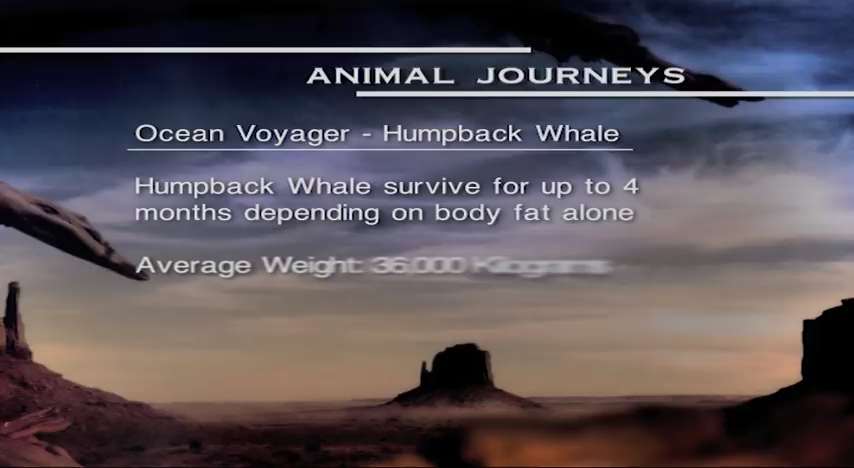 ANIMAL JOURNEYS
Ocean Voyager - Humpback Whale
Humpback Whale survive for up to 4
months depending on body fat alone
Average Weight: 36,000 Kilograms